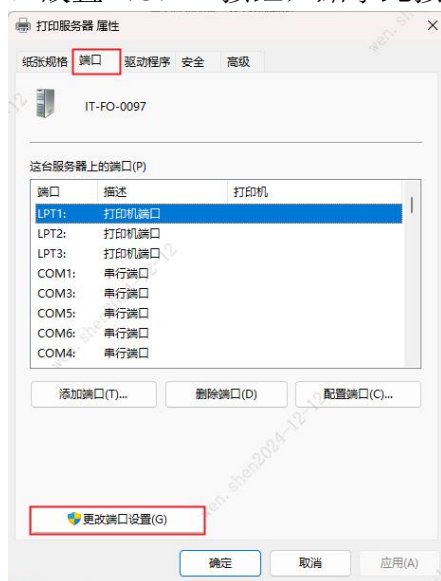 打印服务器 属性
纸张规格 端口 驱动程序 安全 高级
IT-FO-0097
这台服务器上的端口(P)
端口 描述 打印机
LPT1: 打印机端口
LPT2: 打印机端口
LPT3: 打印机端口
COM1: 串行端口
COM3: 串行端口
COM5: 串行端口
COM6: 串行端口
COM4: 串行端口
添加端口(T)... 删除端口(D) 配置端口(C)...
wen.shen2024-12-12
更改端口设置(G)
确定 取消 应用(A)